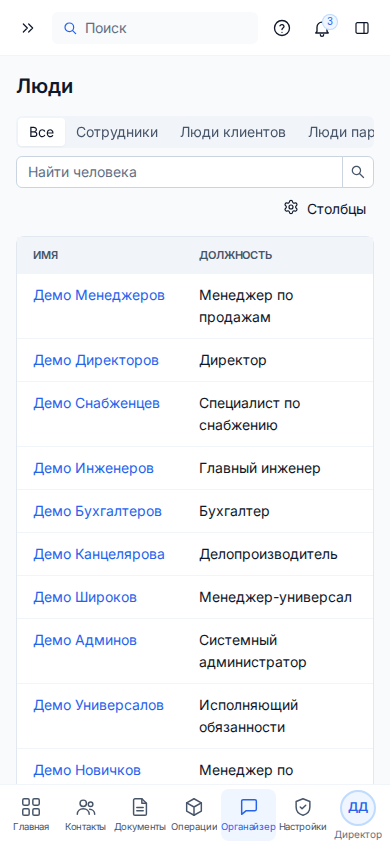 Поиск
3
Люди
Все Сотрудники Люди клиентов Люди пар
Найти человека
Столбцы
ИМЯ ДОЛЖНОСТЬ
Демо Менеджеров Менеджер по
продажам
Демо Директоров Директор
Демо Снабженцев Специалист по
снабжению
Демо Инженеров Главный инженер
Демо Бухгалтеров Бухгалтер
Демо Канцелярова Делопроизводитель
Демо Широков Менеджер-универсал
Демо Админов Системный
администратор
Демо Универсалов Исполняющий
обязанности
Демо Новичков Менеджер по
Главная Контакты Документы Операции Органайзер Настройки ДД
Директор